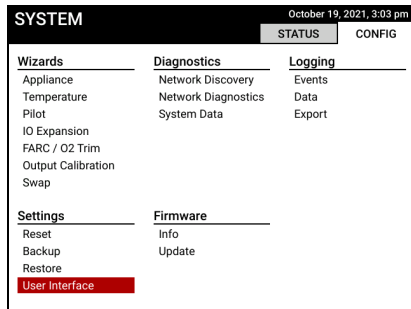 SYSTEM
October 19, 2021, 3:03 pm
STATUS
CONFIG
Wizards
Appliance
Temperature
Pilot
IO Expansion
FARC / O2 Trim
Output Calibration
Swap
Diagnostics
Network Discovery
Network Diagnostics
System Data
Logging
Events
Data
Export
Settings
Reset
Backup
Restore
User Interface
Firmware
Info
Update